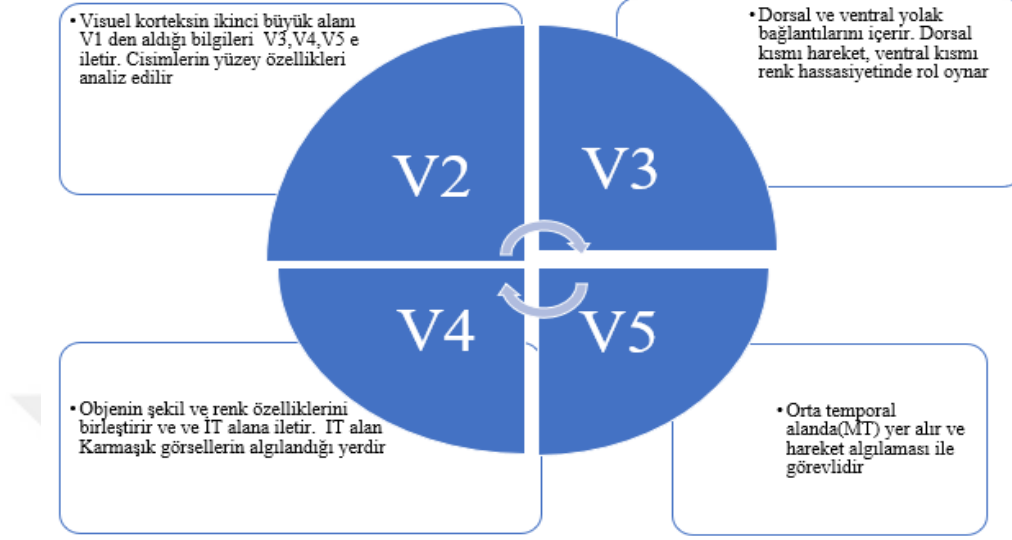 • Visuel korteksin ikinci büyük alanı
V1 den aldığı bilgileri V3,V4,V5 e
iletir. Cisimlerin yüzey özellikleri
analiz edilir
• Dorsal ve ventral yolak
bağlantılarını içerir. Dorsal
kısmı hareket, ventral kısmı
renk hassasiyetinde rol oynar
V2
V3
V4
V5
• Objenin şekil ve renk özelliklerini
birleştirir ve ve İT alana iletir. IT alan
Karmaşık görsellerin algılandığı yerdir
• Orta temporal
alanda(MT) yer alır ve
hareket algılaması ile
görevlidir